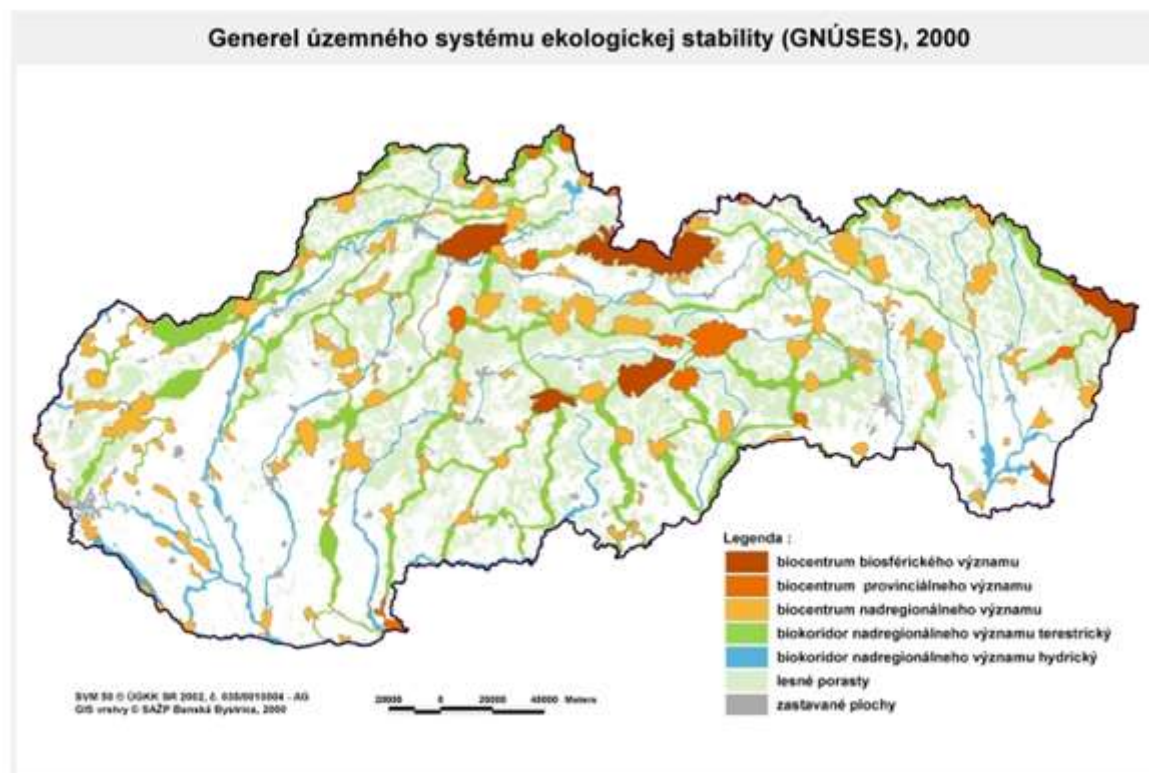 Generel územného systému ekologickej stability (GNÚSES), 2000
Legenda :
biocentrum biosférického významu
biocentrum provinciálneho významu
biocentrum nadregionálneho významu
biokoridor nadregionálneho významu terestrický
biokoridor nadregionálneho významu hydrický
lesné porasty
zastavané plochy
SVM 50 © ÚGKK SR 2002, č. - AG
GIS vrstvy © SAŽP Banská Bystrica, 2000
20000 0 20000 40000 Meters